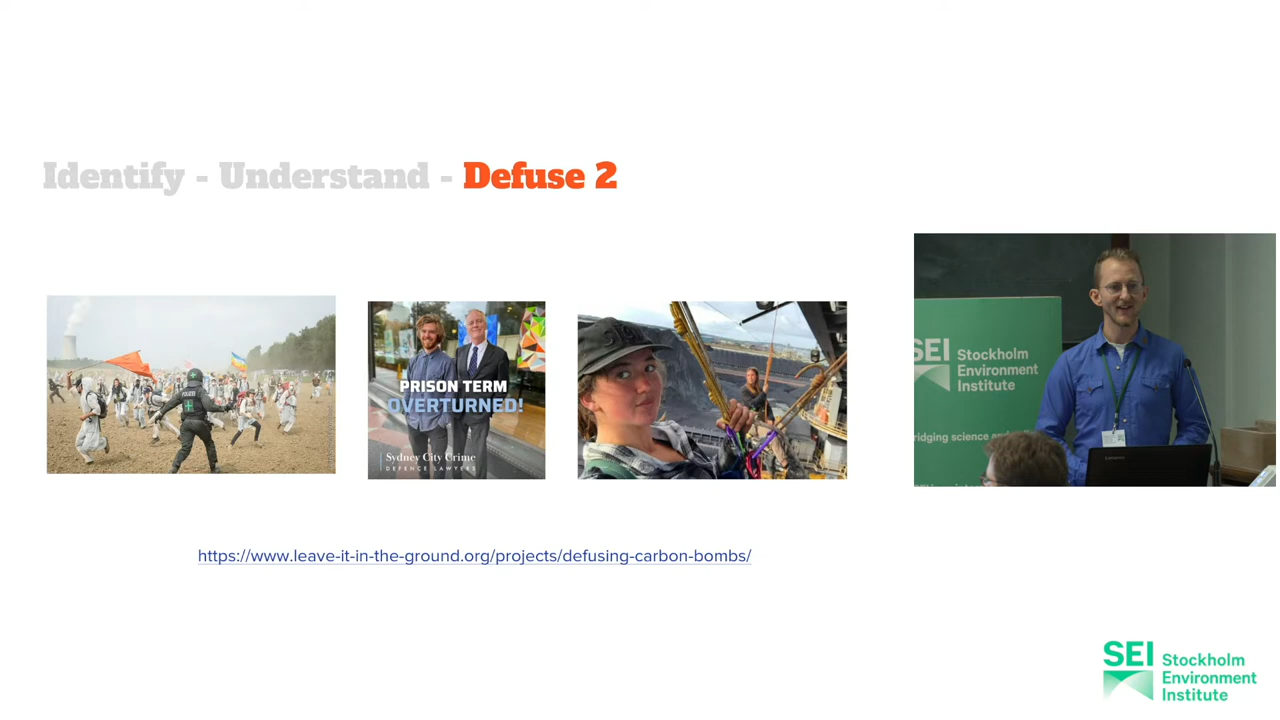 Identify - Understand - Defuse 2
PRISON TERM
OVERTURNED!
Sydney City Crime
DEFENCE LAWYERS
SEI Stockholm
Environment
Institute
ridging science and
https://www.leave-it-in-the-ground.org/projects/defusing-carbon-bombs/
SEI Stockholm
Environment
Institute